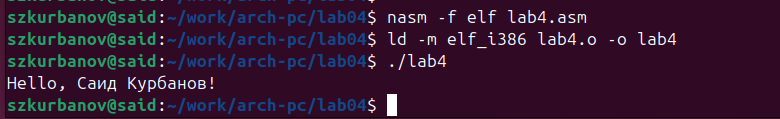 szkurbanov@said:~/work/arch-pc/lab04$ nasm -f elf lab4.asm
szkurbanov@said:~/work/arch-pc/lab04$ ld -m elf_i386 lab4.o -o lab4
szkurbanov@said:~/work/arch-pc/lab04$ ./lab4
Hello, Саид Курбанов!
szkurbanov@said:~/work/arch-pc/lab04$